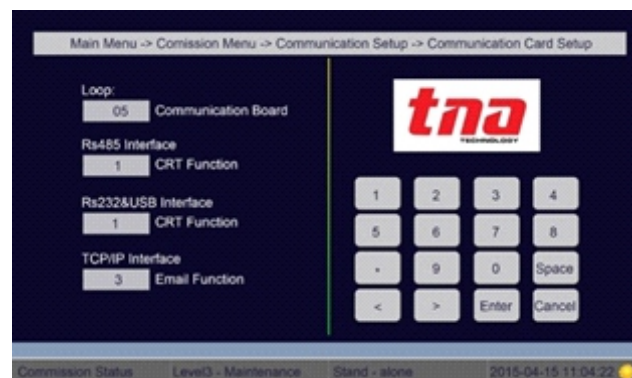 Main Menu -> Comission Menu -> Communication Setup -> Communication Card Setup
Loop:
05 Communication Board
Rs485 Interface
1 CRT Function
Rs232&USB Interface
1 CRT Function
TCP/IP Interface
3 Email Function
tna
TECHNOLOGY
1 2 3 4
5 6 7 8
. 9 0 Space
< > Enter Cancel
Commission Status Level3 - Maintenance Stand - alone 2015-04-15 11:04:22